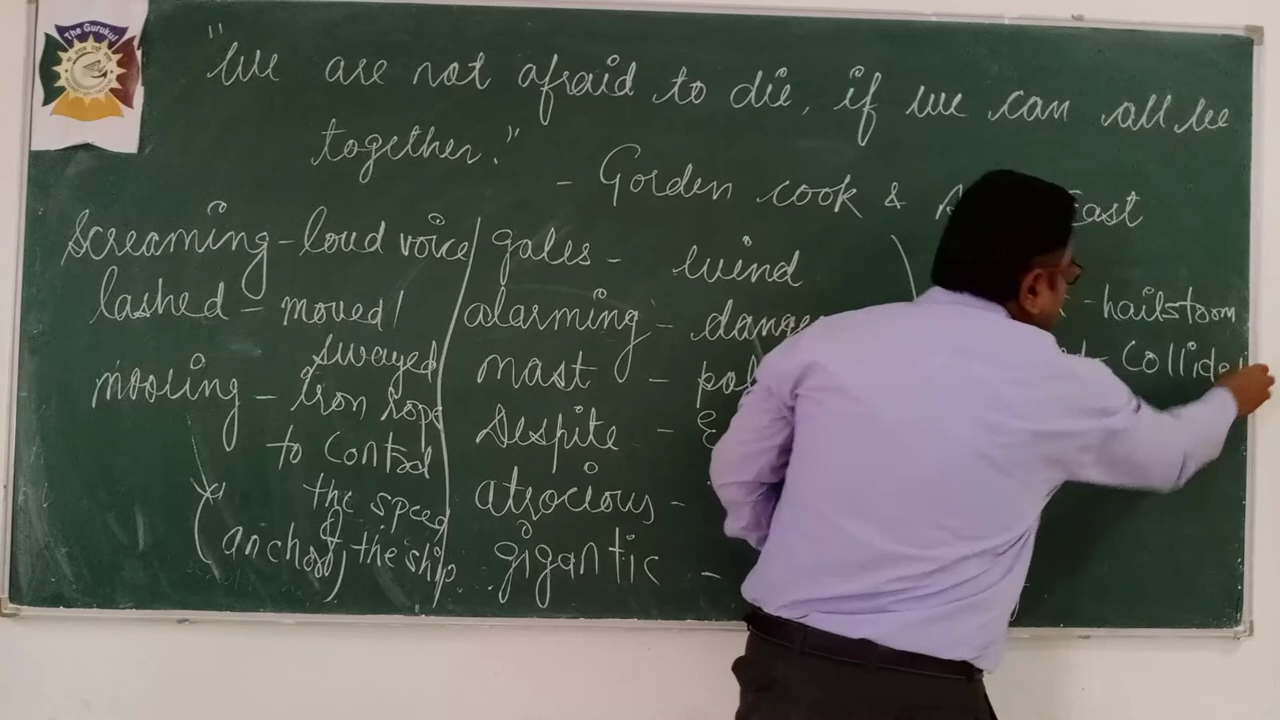 The Gurukul
"We are not afraid to die, if we can all be
together."
- Gorden cook & East
Screaming - loud voice
lashed - moved/
swayed
mooring - iron rope
to Control
the speed
of the ship.
(anchor)
gales - wind
alarming - dange
mast - pol
Despite -
atrocious -
gigantic -
- hailstorm
- Collide